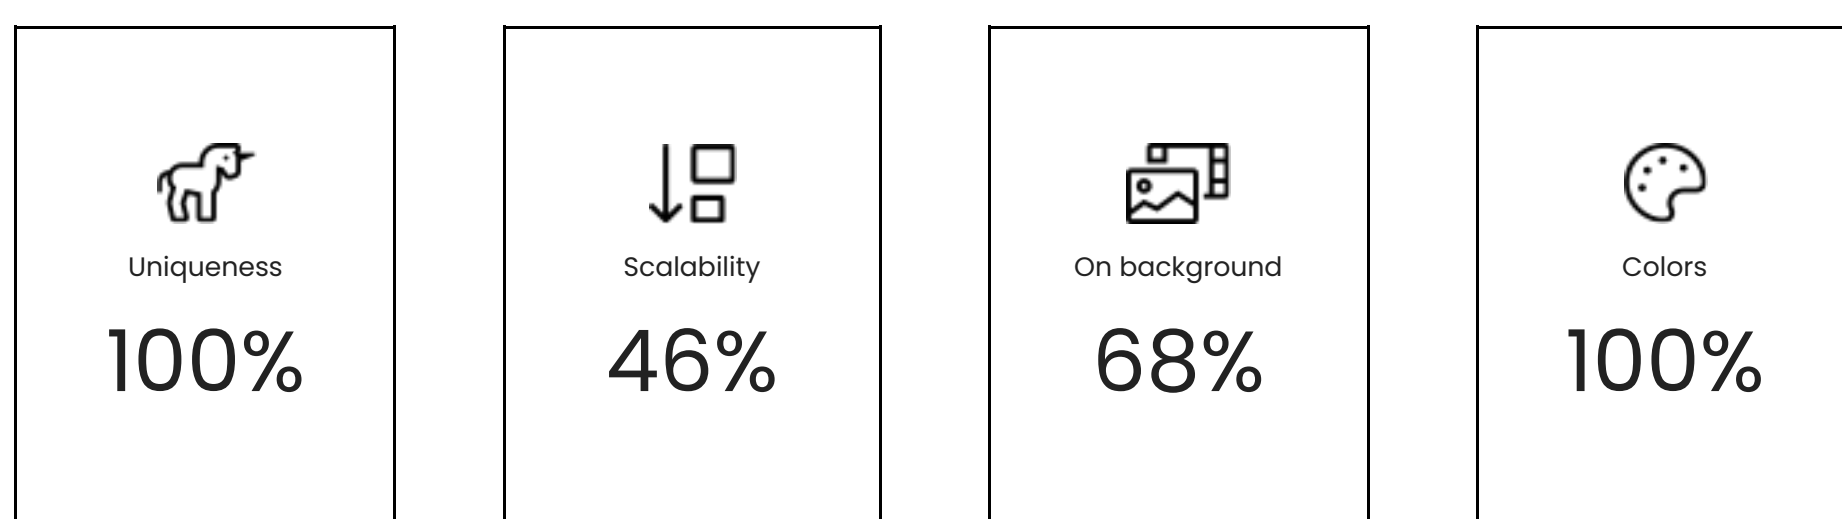 Uniqueness
100%
Scalability
46%
On background
68%
Colors
100%